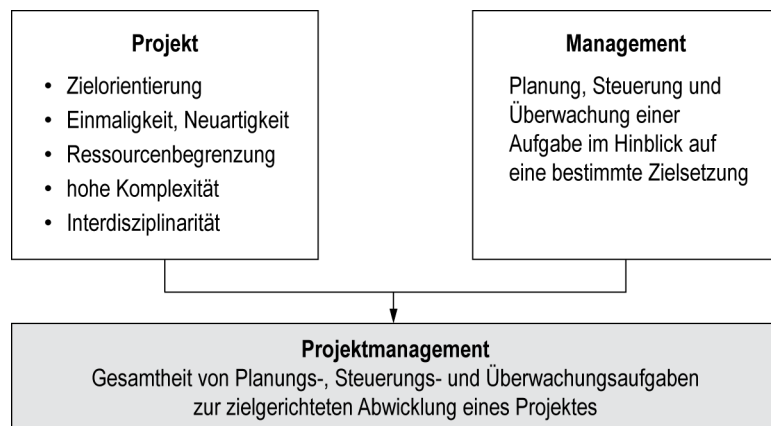 Projekt
• Zielorientierung
• Einmaligkeit, Neuartigkeit
• Ressourcenbegrenzung
• hohe Komplexität
• Interdisziplinarität
Management
Planung, Steuerung und
Überwachung einer
Aufgabe im Hinblick auf
eine bestimmte Zielsetzung
Projektmanagement
Gesamtheit von Planungs-, Steuerungs- und Überwachungsaufgaben
zur zielgerichteten Abwicklung eines Projektes